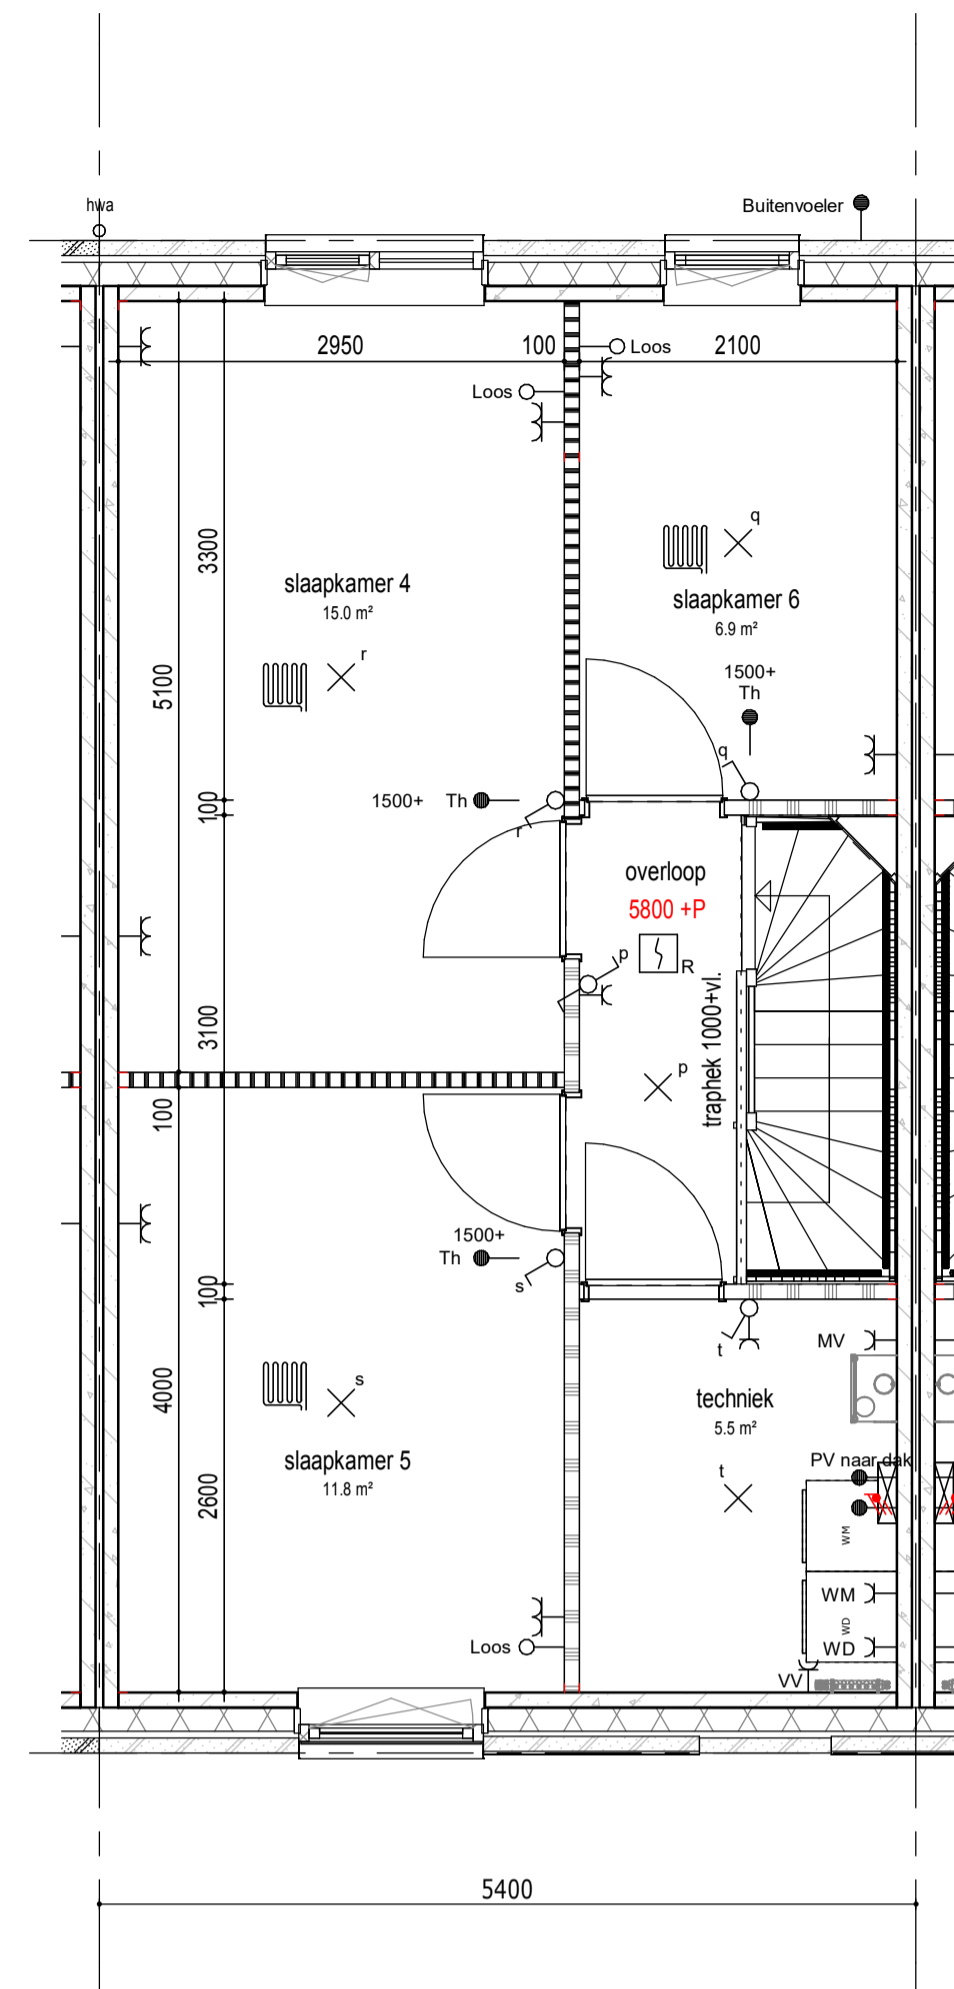 hwa
Buitenvoeler
2950
100
2100
Loos
Loos
q
3300
slaapkamer 4
15.0 m²
slaapkamer 6
6.9 m²
r
5100
1500+
Th
q
1500+
Th
r
100
overloop
5800 +P
p
R
traphek 1000+vl.
3100
p
100
1500+
Th
s
100
t
MV
4000
s
techniek
5.5 m²
slaapkamer 5
11.8 m²
PV naar dak
t
2600
WM
WM
WD
WD
Loos
VV
5400